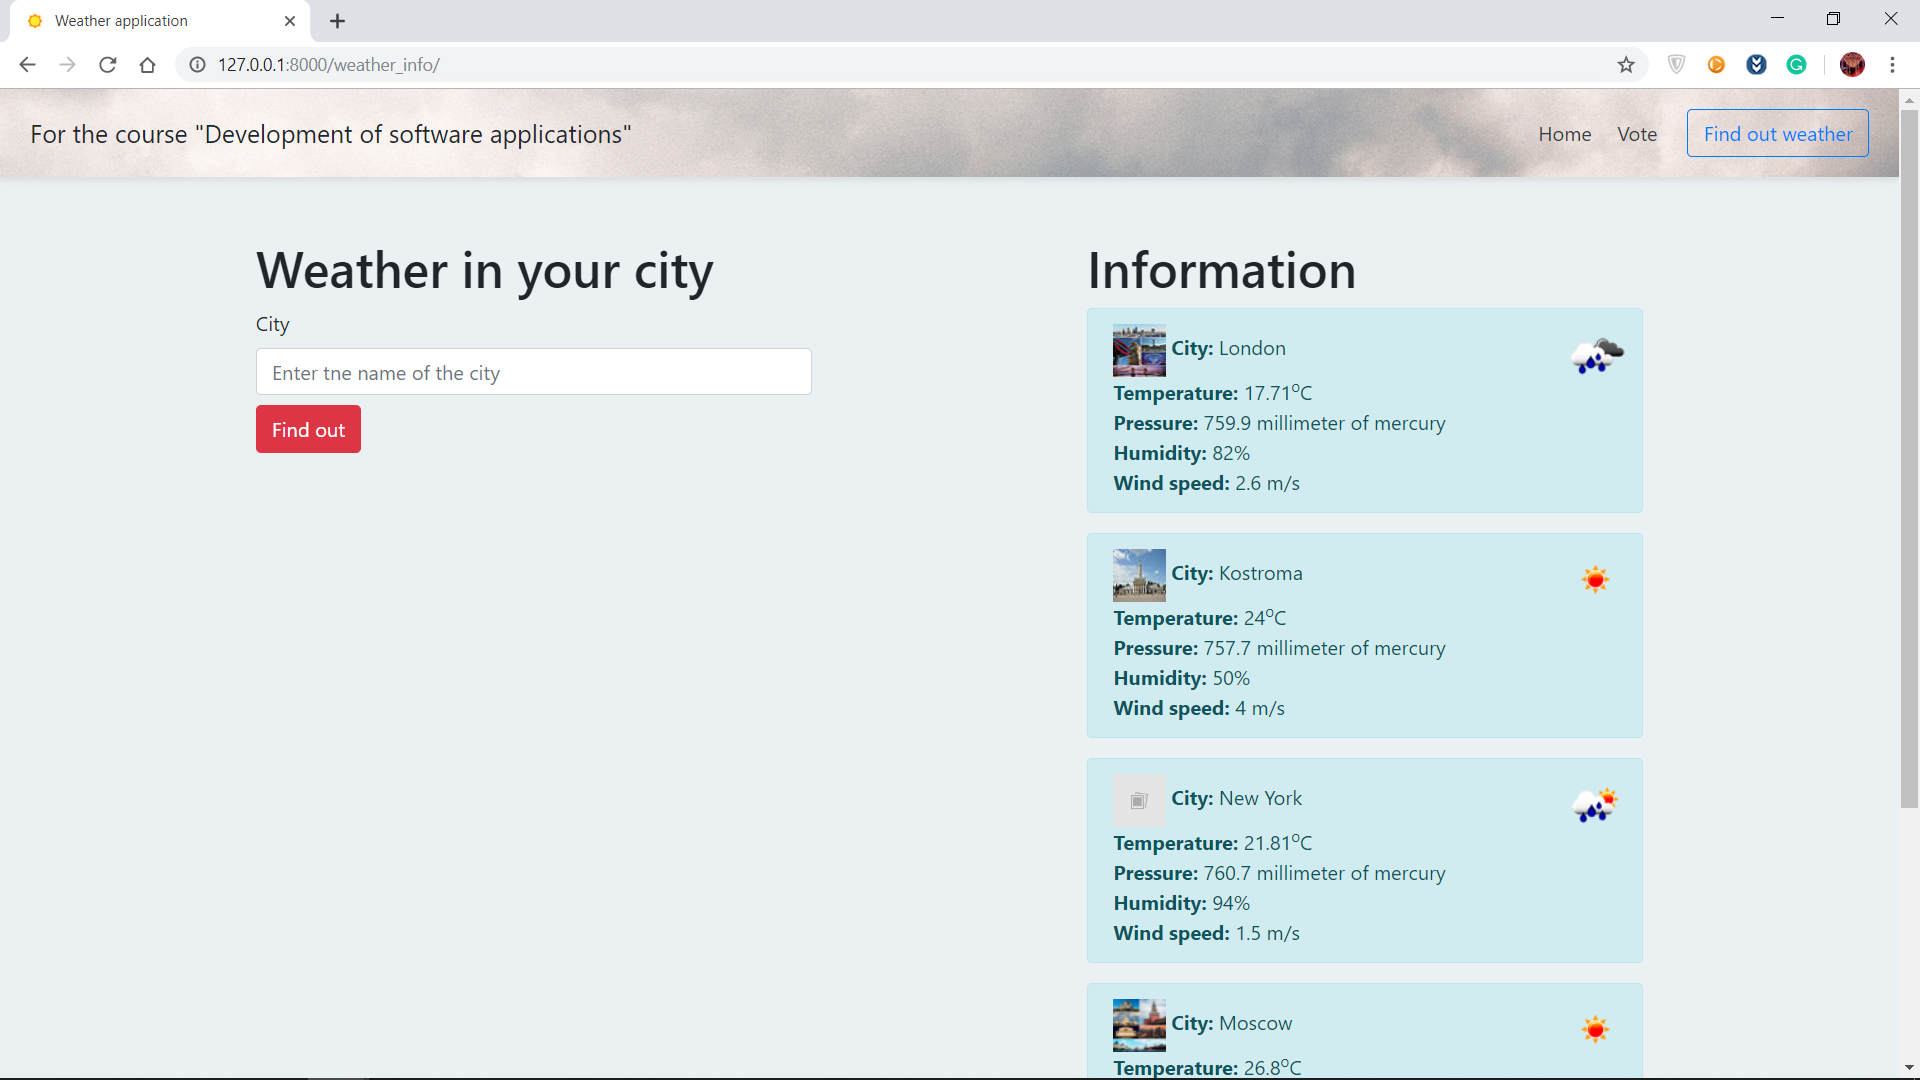 Weather application
127.0.0.1:8000/weather_info/
For the course "Development of software applications"
Home
Vote
Find out weather
Weather in your city
City
Enter tne name of the city
Find out
Information
City: London
Temperature: 17.71°C
Pressure: 759.9 millimeter of mercury
Humidity: 82%
Wind speed: 2.6 m/s
City: Kostroma
Temperature: 24°C
Pressure: 757.7 millimeter of mercury
Humidity: 50%
Wind speed: 4 m/s
City: New York
Temperature: 21.81°C
Pressure: 760.7 millimeter of mercury
Humidity: 94%
Wind speed: 1.5 m/s
City: Moscow
Temperature: 26.8°C